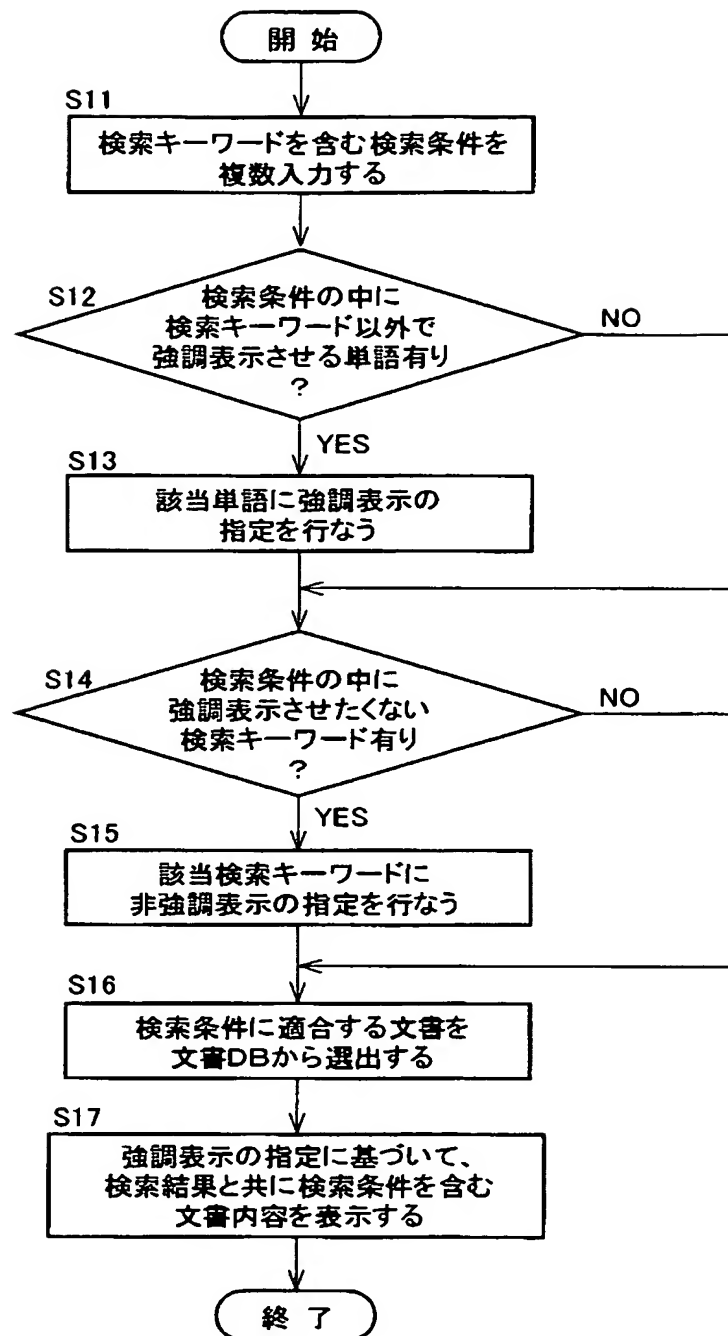 開 始
S11
検索キーワードを含む検索条件を
複数入力する
S12
検索条件の中に
検索キーワード以外で
強調表示させる単語有り
?
NO
YES
S13
該当単語に強調表示の
指定を行なう
S14
検索条件の中に
強調表示させたくない
検索キーワード有り
?
NO
YES
S15
該当検索キーワードに
非強調表示の指定を行なう
S16
検索条件に適合する文書を
文書DBから選出する
S17
強調表示の指定に基づいて、
検索結果と共に検索条件を含む
文書内容を表示する
終 了